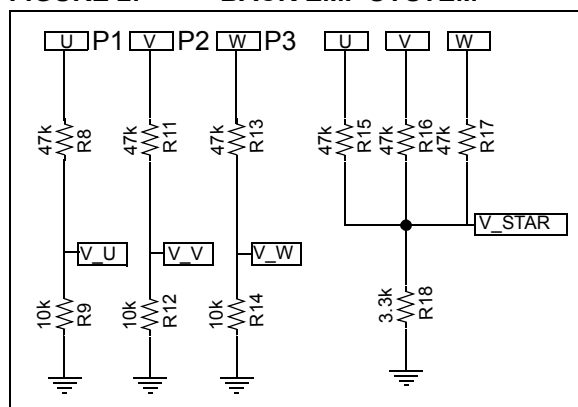 FIGURE 2: BACK EMF SYSTEM
U P1 V P2 W P3 U V W
47k R8 47k R11 47k R13 47k R15 47k R16 47k R17
V_U V_V V_W V_STAR
10k R9 10k R12 10k R14 3.3k R18